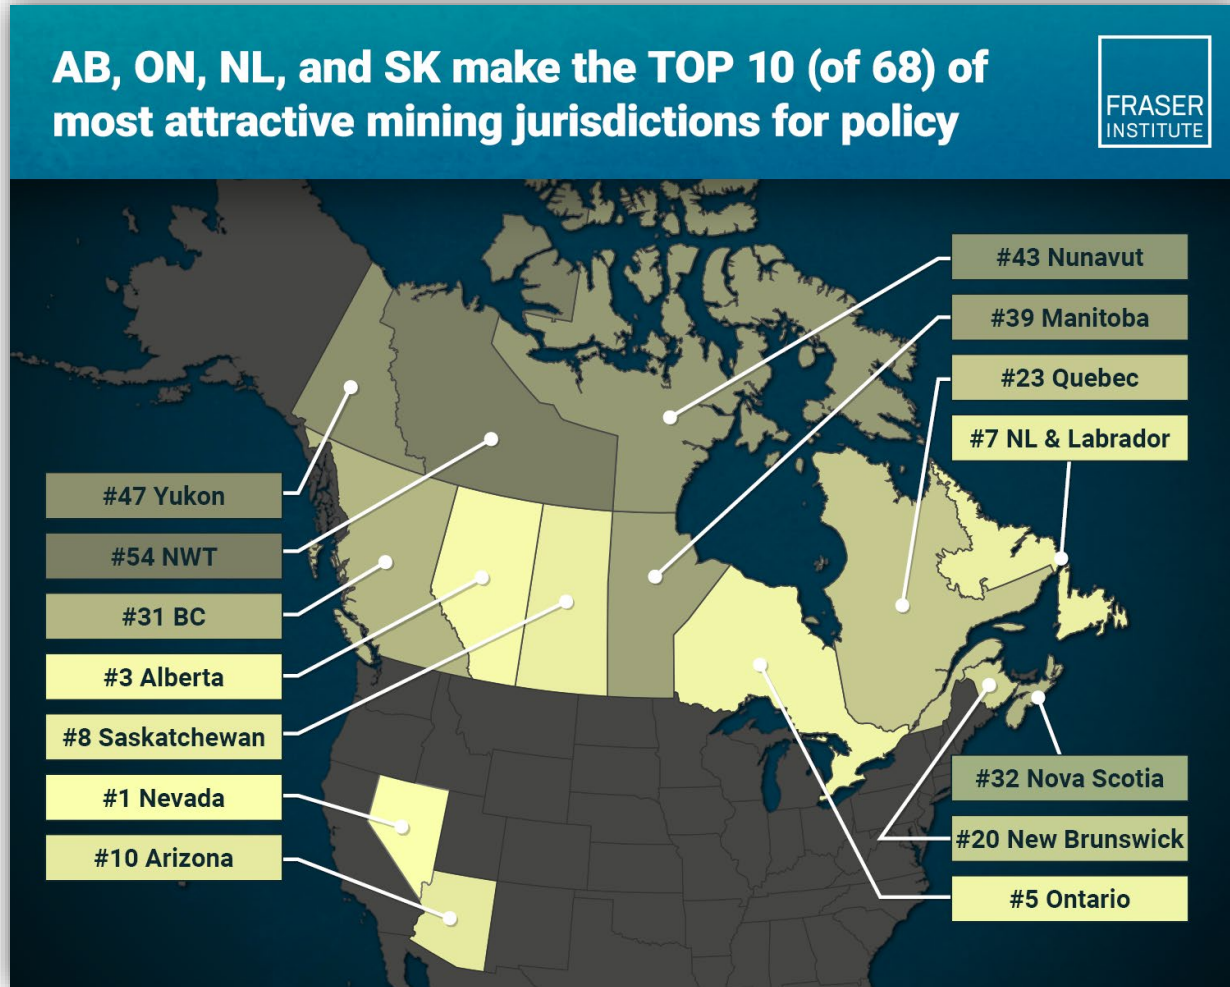 AB, ON, NL, and SK make the TOP 10 (of 68) of
most attractive mining jurisdictions for policy
FRASER
INSTITUTE
#43 Nunavut
#39 Manitoba
#23 Quebec
#7 NL & Labrador
#47 Yukon
#54 NWT
#31 BC
#3 Alberta
#8 Saskatchewan
#1 Nevada
#10 Arizona
#32 Nova Scotia
#20 New Brunswick
#5 Ontario